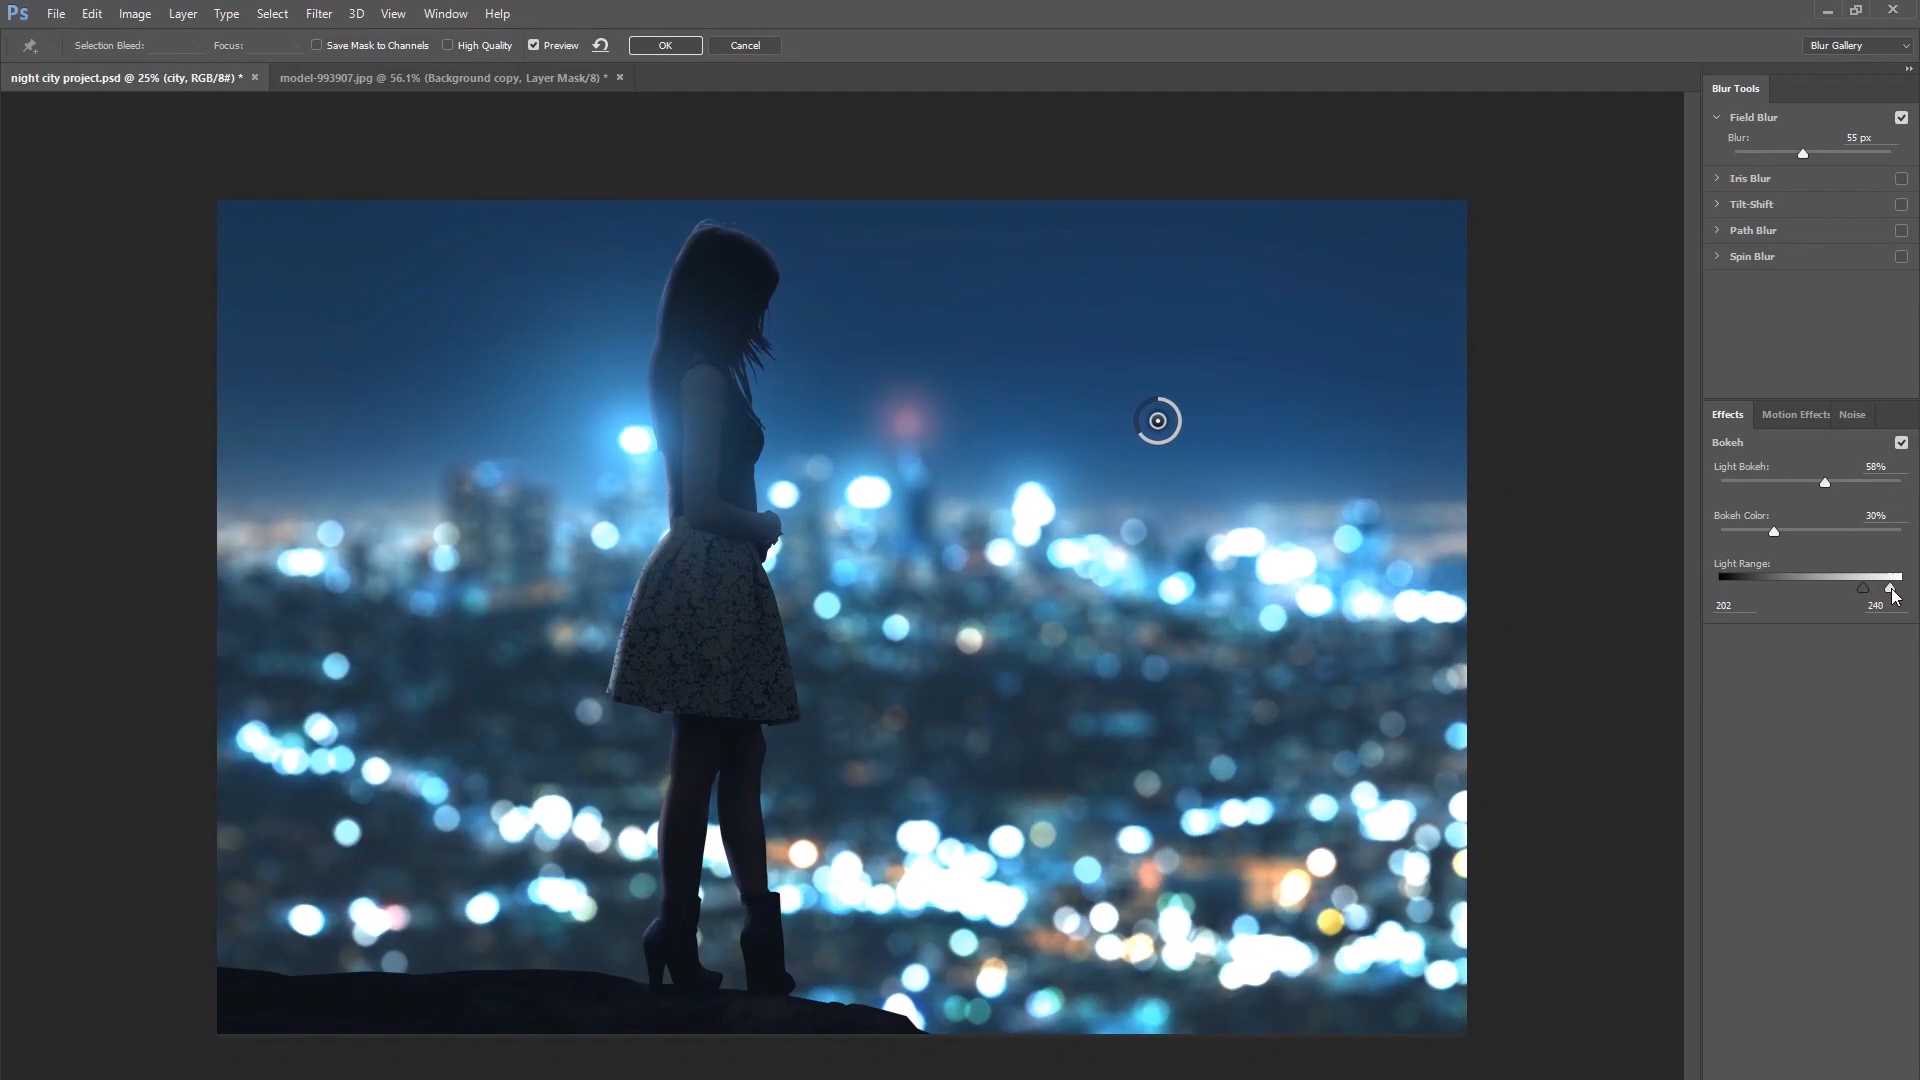 Ps File Edit Image Layer Type Select Filter 3D View Window Help
Selection Bleed: Focus: Save Mask to Channels High Quality Preview OK Cancel Blur Gallery
night city project.psd @ 25% (city, RGB/8#) * model-993907.jpg @ 56.1% (Background copy, Layer Mask/8) *
Blur Tools
Field Blur
Blur: 55 px
Iris Blur
Tilt-Shift
Path Blur
Spin Blur
Effects Motion Effects Noise
Bokeh
Light Bokeh: 58%
Bokeh Color: 30%
Light Range:
202 240